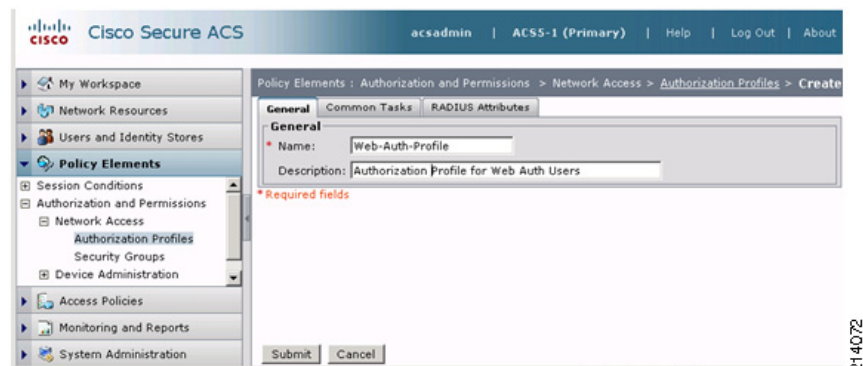 CISCO Cisco Secure ACS
acsadmin | ACS5-1 (Primary) | Help | Log Out | About
My Workspace
Network Resources
Users and Identity Stores
Policy Elements
Session Conditions
Authorization and Permissions
Network Access
Authorization Profiles
Security Groups
Device Administration
Access Policies
Monitoring and Reports
System Administration
Policy Elements : Authorization and Permissions > Network Access > Authorization Profiles > Create
General Common Tasks RADIUS Attributes
General
* Name: Web-Auth-Profile
Description: Authorization Profile for Web Auth Users
* Required fields
Submit Cancel
214072